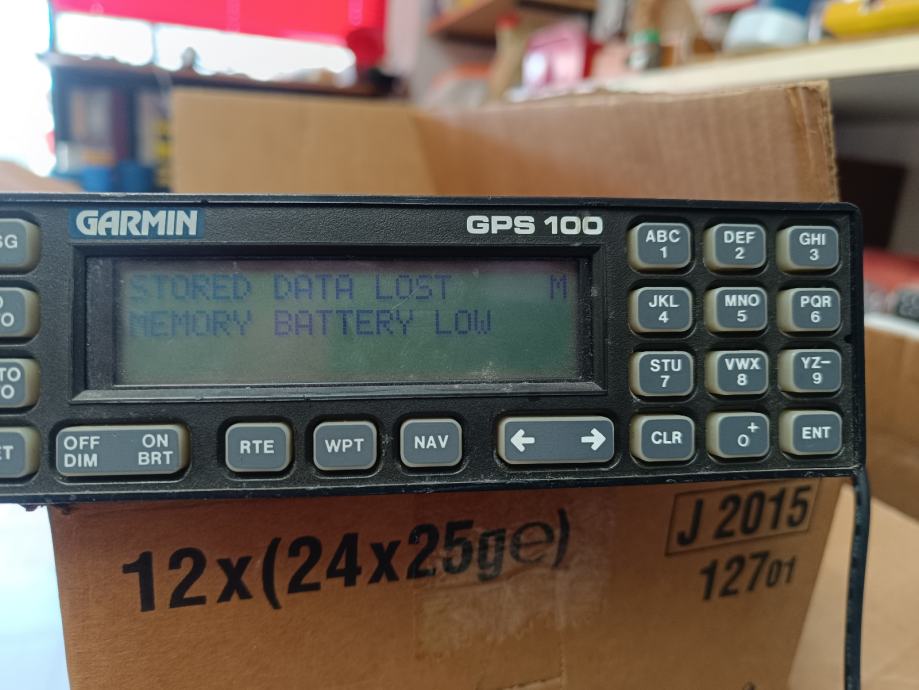 GARMIN GPS 100
STORED DATA LOST M
MEMORY BATTERY LOW
ABC 1
DEF 2
GHI 3
JKL 4
MNO 5
PQR 6
STU 7
VWX 8
YZ- 9
OFF ON
DIM BRT
RTE
WPT
NAV
← →
CLR
0+
ENT
12x(24x25g℮)
J 2015
12701